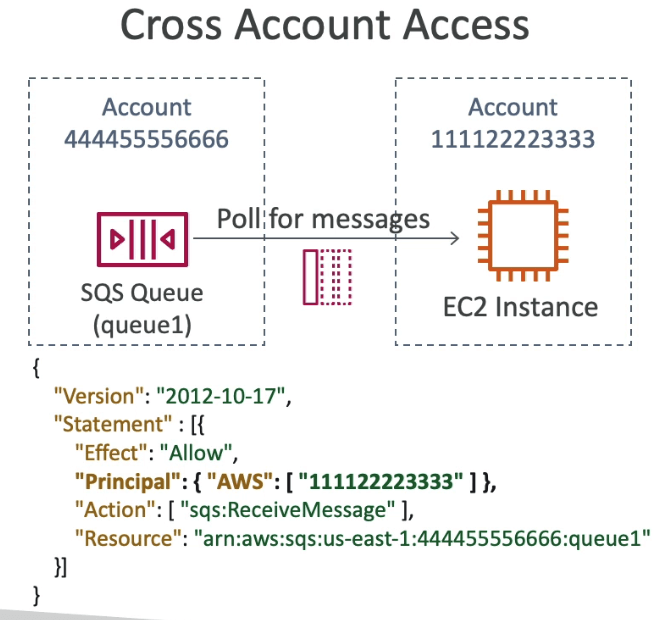 Cross Account Access
Account
444455556666
Account
111122223333
Poll for messages
SQS Queue
(queue1)
EC2 Instance
{
"Version": "2012-10-17",
"Statement" : [{
"Effect": "Allow",
"Principal": { "AWS": [ "111122223333" ] },
"Action": [ "sqs:ReceiveMessage" ],
"Resource": "arn:aws:sqs:us-east-1:444455556666:queue1"
}]
}